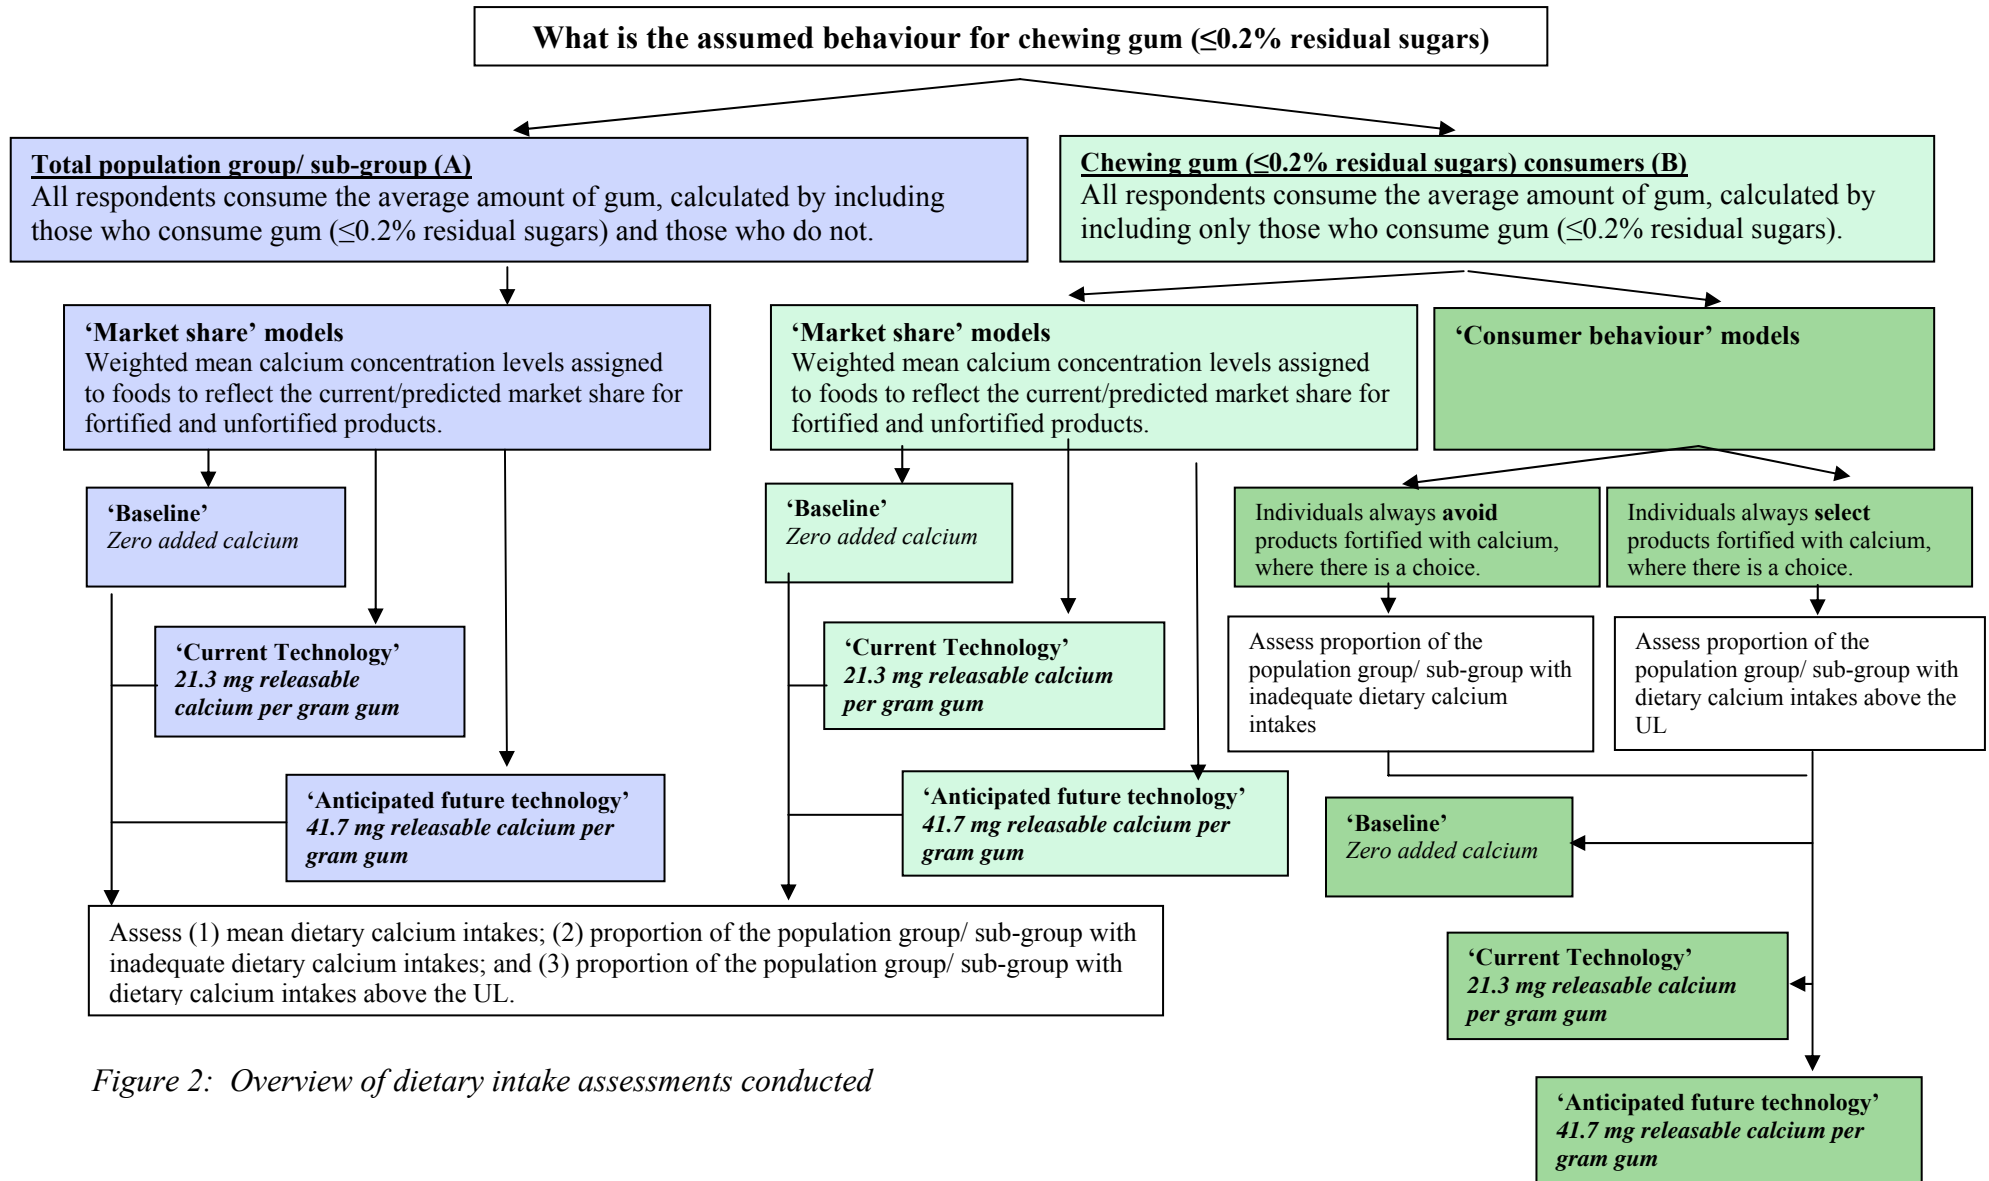 What is the assumed behaviour for chewing gum (≤0.2% residual sugars)
Total population group/ sub-group (A)
All respondents consume the average amount of gum, calculated by including
those who consume gum (≤0.2% residual sugars) and those who do not.
Chewing gum (≤0.2% residual sugars) consumers (B)
All respondents consume the average amount of gum, calculated by
including only those who consume gum (≤0.2% residual sugars).
‘Market share’ models
Weighted mean calcium concentration levels assigned
to foods to reflect the current/predicted market share for
fortified and unfortified products.
‘Market share’ models
Weighted mean calcium concentration levels assigned
to foods to reflect the current/predicted market share for
fortified and unfortified products.
‘Consumer behaviour’ models
‘Baseline’
Zero added calcium
‘Baseline’
Zero added calcium
Individuals always avoid
products fortified with calcium,
where there is a choice.
Individuals always select
products fortified with calcium,
where there is a choice.
‘Current Technology’
21.3 mg releasable
calcium per gram gum
‘Current Technology’
21.3 mg releasable calcium
per gram gum
Assess proportion of the
population group/ sub-group with
inadequate dietary calcium
intakes
Assess proportion of the
population group/ sub-group with
dietary calcium intakes above the
UL
‘Anticipated future technology’
41.7 mg releasable calcium per
gram gum
‘Anticipated future technology’
41.7 mg releasable calcium per
gram gum
‘Baseline’
Zero added calcium
Assess (1) mean dietary calcium intakes; (2) proportion of the population group/ sub-group with
inadequate dietary calcium intakes; and (3) proportion of the population group/ sub-group with
dietary calcium intakes above the UL.
‘Current Technology’
21.3 mg releasable calcium
per gram gum
‘Anticipated future technology’
41.7 mg releasable calcium per
gram gum
Figure 2:  Overview of dietary intake assessments conducted